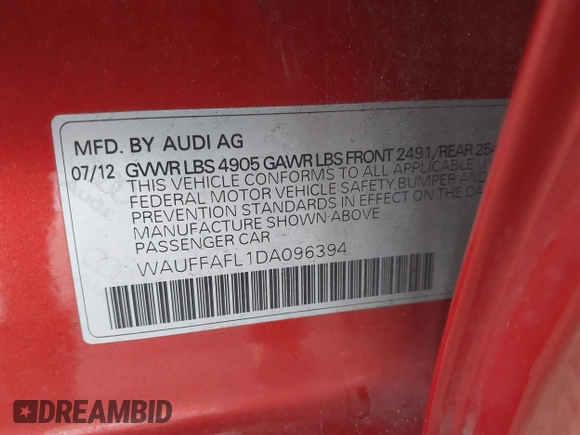 MFD. BY AUDI AG
07/12 GVWR LBS 4905 GAWR LBS FRONT 2491/REAR
THIS VEHICLE CONFORMS TO ALL APPLICABLE
FEDERAL MOTOR VEHICLE SAFETY, BUMPER AND
PREVENTION STANDARDS IN EFFECT ON THE
MANUFACTURE SHOWN ABOVE
PASSENGER CAR
WAUFFAFL1DA096394
DREAMBID